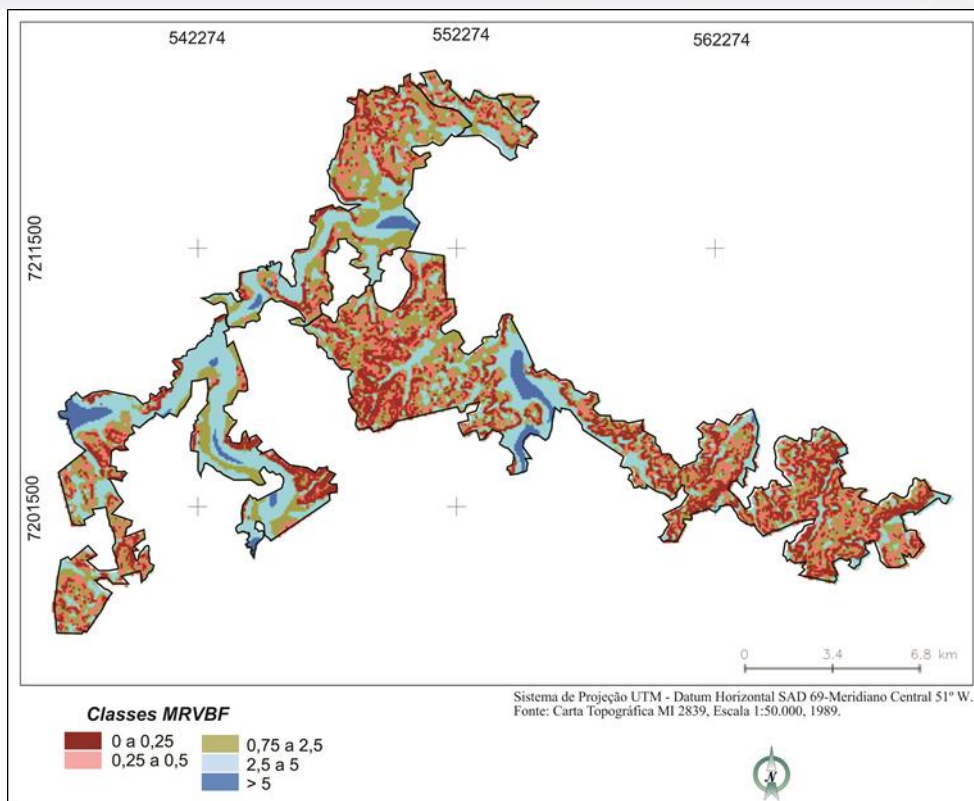 542274 552274 562274
7211500
7201500
0 3.4 6.8 km
Sistema de Projeção UTM - Datum Horizontal SAD 69-Meridiano Central 51º W.
Fonte: Carta Topográfica MI 2839, Escala 1:50.000, 1989.
Classes MRVBF
0 a 0,25 0,75 a 2,5
0,25 a 0,5 2,5 a 5
> 5
N